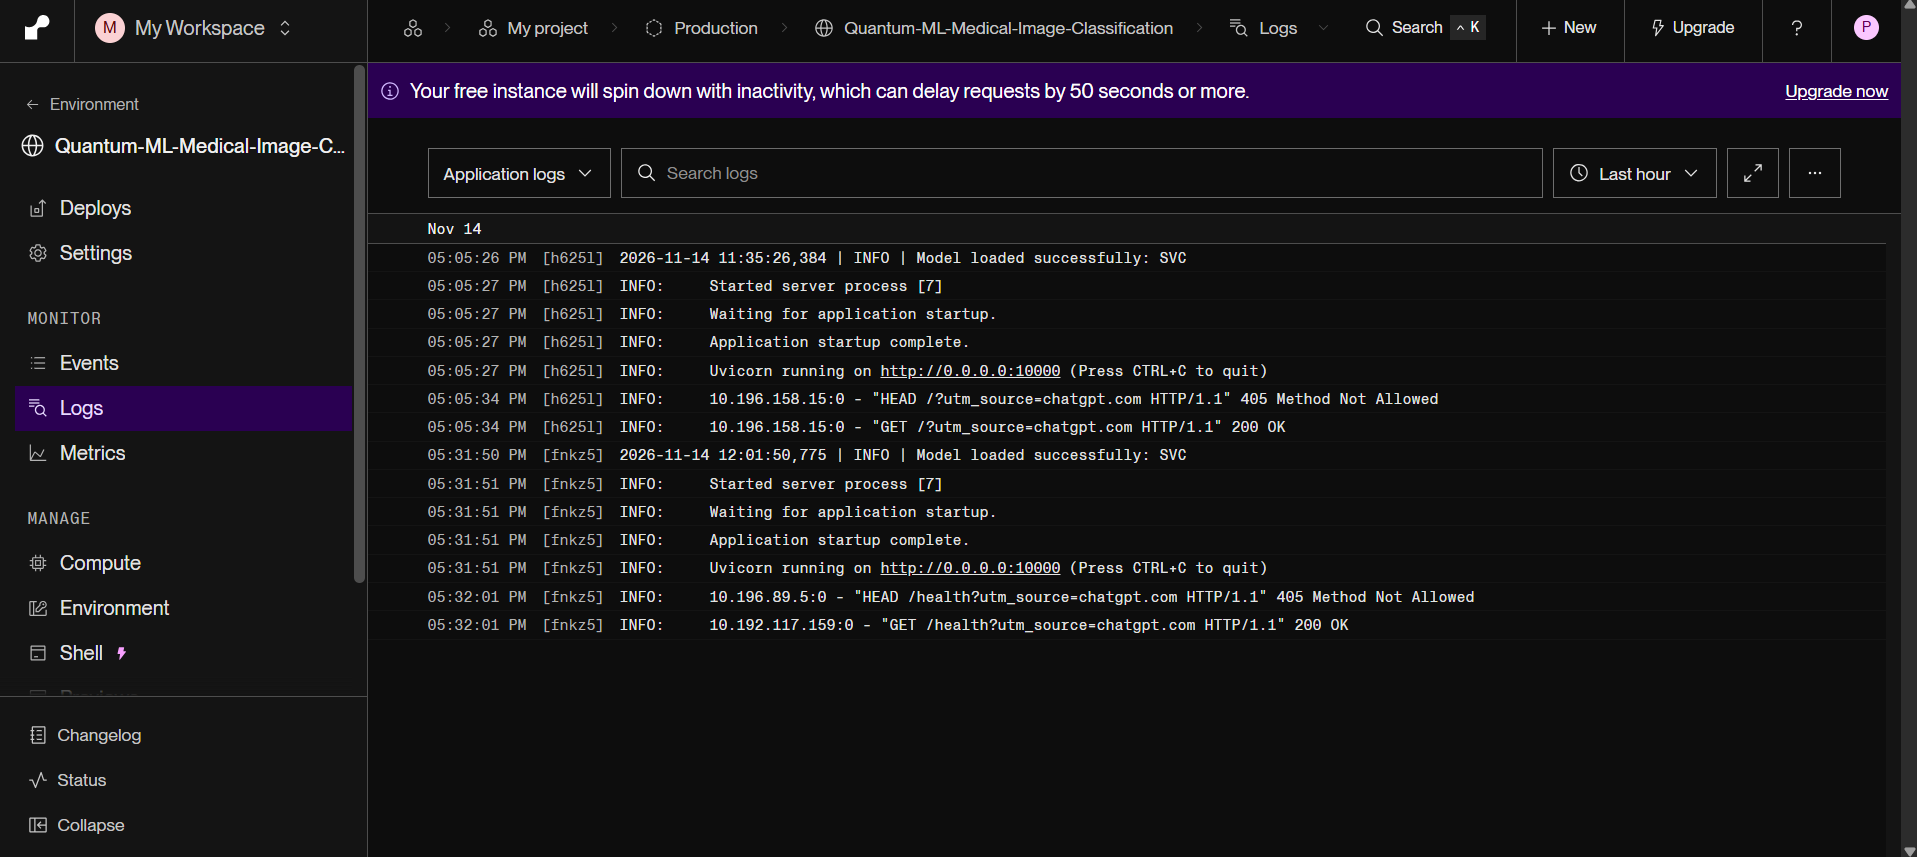 M My Workspace
My project
Production
Quantum-ML-Medical-Image-Classification
Logs
Search ^ K
+ New
Upgrade
?
P
← Environment
Quantum-ML-Medical-Image-C...
Deploys
Settings
MONITOR
Events
Logs
Metrics
MANAGE
Compute
Environment
Shell
Changelog
Status
Collapse
Your free instance will spin down with inactivity, which can delay requests by 50 seconds or more.
Upgrade now
Application logs
Search logs
Last hour
...
Nov 14
05:05:26 PM [h625l] 2026-11-14 11:35:26,384 | INFO | Model loaded successfully: SVC
05:05:27 PM [h625l] INFO: Started server process [7]
05:05:27 PM [h625l] INFO: Waiting for application startup.
05:05:27 PM [h625l] INFO: Application startup complete.
05:05:27 PM [h625l] INFO: Uvicorn running on http://0.0.0.0:10000 (Press CTRL+C to quit)
05:05:34 PM [h625l] INFO: 10.196.158.15:0 - "HEAD /?utm_source=chatgpt.com HTTP/1.1" 405 Method Not Allowed
05:05:34 PM [h625l] INFO: 10.196.158.15:0 - "GET /?utm_source=chatgpt.com HTTP/1.1" 200 OK
05:31:50 PM [fnkz5] 2026-11-14 12:01:50,775 | INFO | Model loaded successfully: SVC
05:31:51 PM [fnkz5] INFO: Started server process [7]
05:31:51 PM [fnkz5] INFO: Waiting for application startup.
05:31:51 PM [fnkz5] INFO: Application startup complete.
05:31:51 PM [fnkz5] INFO: Uvicorn running on http://0.0.0.0:10000 (Press CTRL+C to quit)
05:32:01 PM [fnkz5] INFO: 10.196.89.5:0 - "HEAD /health?utm_source=chatgpt.com HTTP/1.1" 405 Method Not Allowed
05:32:01 PM [fnkz5] INFO: 10.192.117.159:0 - "GET /health?utm_source=chatgpt.com HTTP/1.1" 200 OK